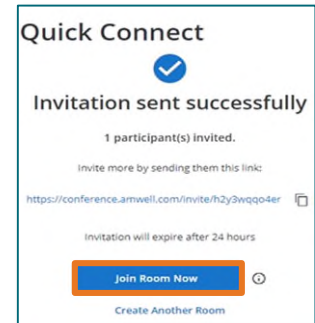 Quick Connect
Invitation sent successfully
1 participant(s) invited.
Invite more by sending them this link:
https://conference.amwell.com/invite/h2y3wqqo4er
Invitation will expire after 24 hours
Join Room Now
Create Another Room